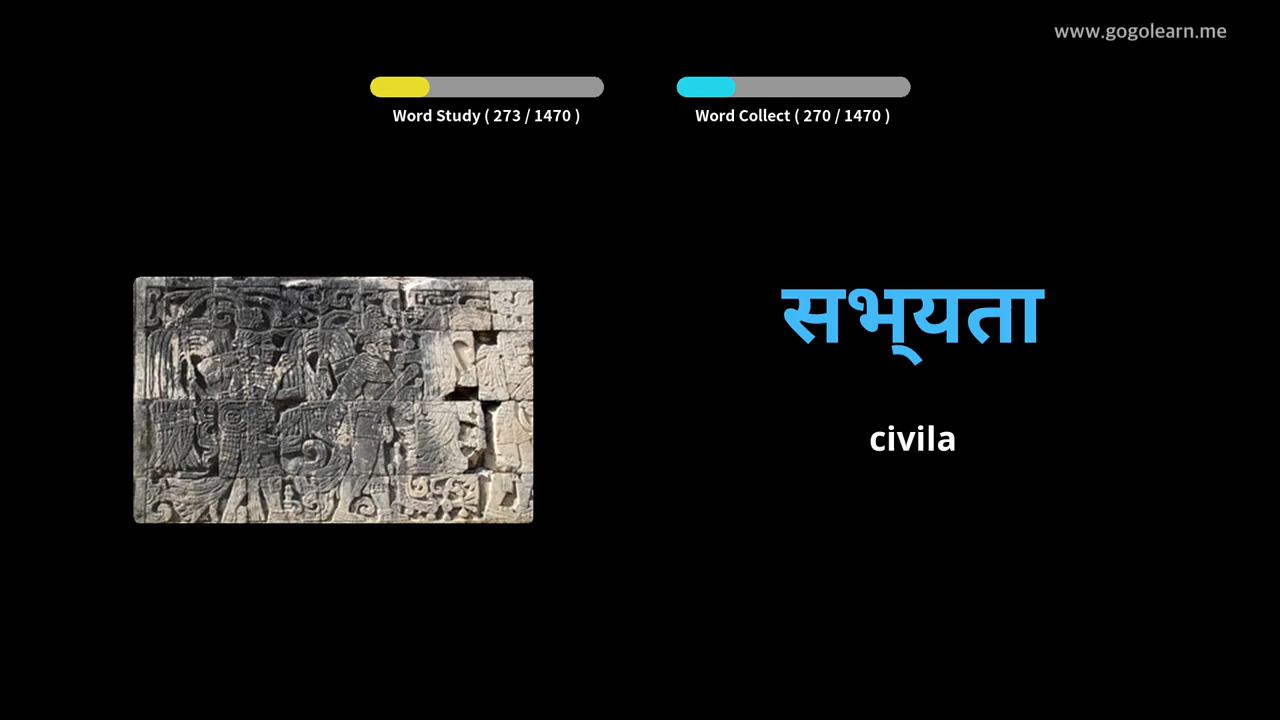 www.gogolearn.me
Word Study ( 273 / 1470 )
Word Collect ( 270 / 1470 )
सभ्‌यता
civila